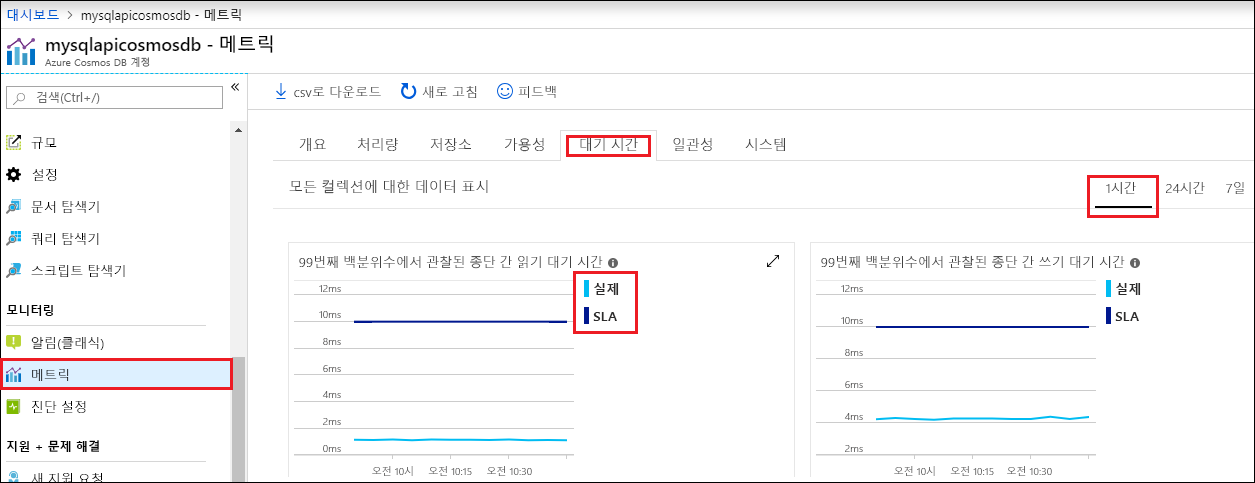 대시보드 > mysqlapicosmosdb - 메트릭
mysqlapicosmosdb - 메트릭
Azure Cosmos DB 계정
검색(Ctrl+/)
규모
설정
문서 탐색기
쿼리 탐색기
스크립트 탐색기
모니터링
알림(클래식)
메트릭
진단 설정
지원 + 문제 해결
새 지원 요청
csv로 다운로드 새로 고침 피드백
개요 처리량 저장소 가용성 대기 시간 일관성 시스템
모든 컬렉션에 대한 데이터 표시 1시간 24시간 7일
99번째 백분위수에서 관찰된 종단 간 읽기 대기 시간
12ms
10ms
8ms
6ms
4ms
2ms
0ms
오전 10시 오전 10:15 오전 10:30
실제
SLA
99번째 백분위수에서 관찰된 종단 간 쓰기 대기 시간
12ms
10ms
8ms
6ms
4ms
2ms
오전 10시 오전 10:15 오전 10:30
실제
SLA